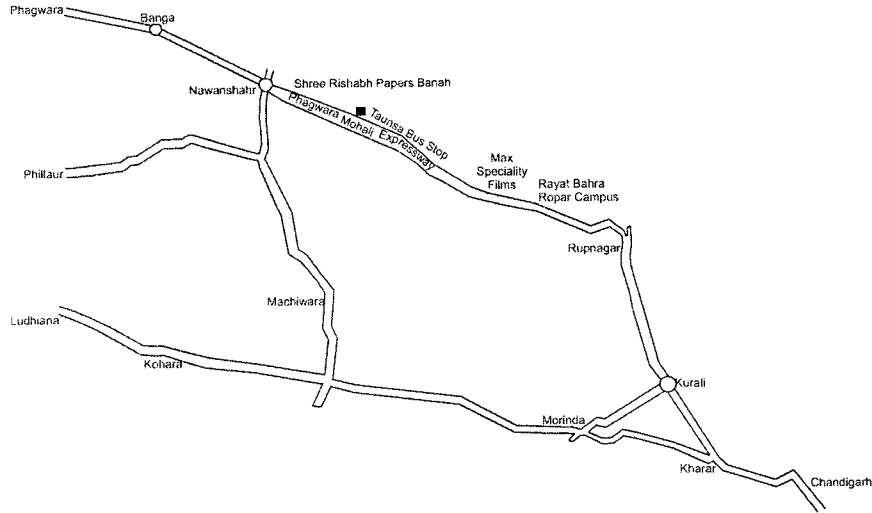 Phagwara
Banga
Nawanshahr
Shree Rishabh Papers Banah
Phagwara Mohali Expressway
Taunsa Bus Stop
Max
Speciality
Films
Rayat Bahra
Ropar Campus
Phillaur
Rupnagar
Machiwara
Ludhiana
Kohara
Kurali
Morinda
Kharar
Chandigarh